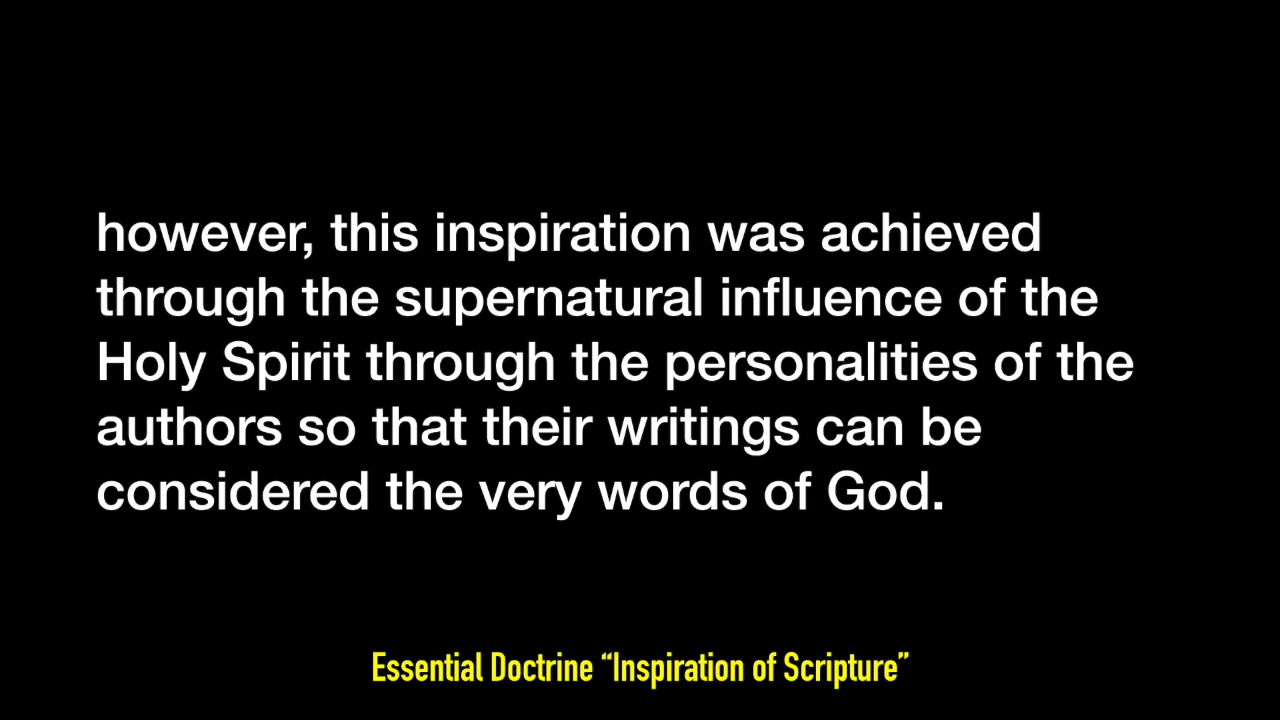 however, this inspiration was achieved
through the supernatural influence of the
Holy Spirit through the personalities of the
authors so that their writings can be
considered the very words of God.
Essential Doctrine “Inspiration of Scripture”